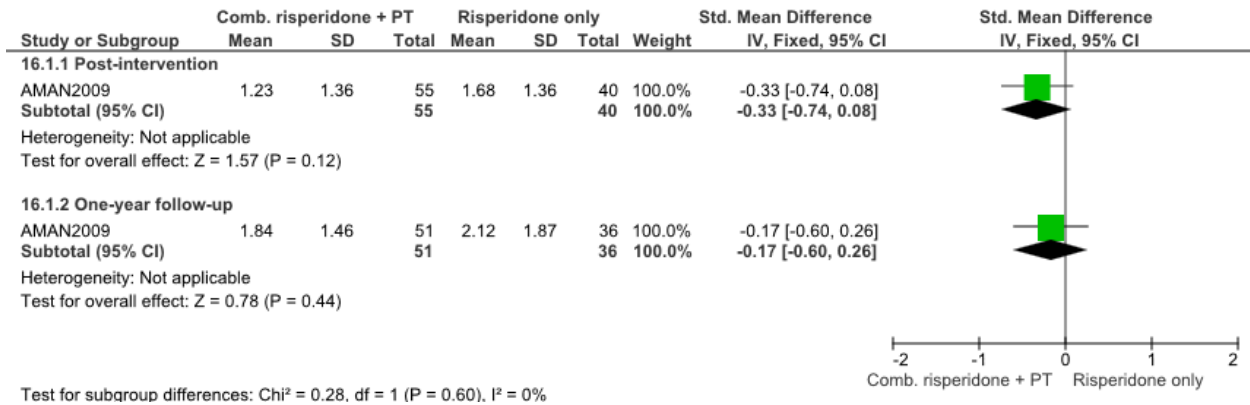 Comb. risperidone + PT Risperidone only Std. Mean Difference Std. Mean Difference
Study or Subgroup Mean SD Total Mean SD Total Weight IV, Fixed, 95% CI IV, Fixed, 95% CI
16.1.1 Post-intervention
AMAN2009 1.23 1.36 55 1.68 1.36 40 100.0% -0.33 [-0.74, 0.08]
Subtotal (95% CI) 55 40 100.0% -0.33 [-0.74, 0.08]
Heterogeneity: Not applicable
Test for overall effect: Z = 1.57 (P = 0.12)
16.1.2 One-year follow-up
AMAN2009 1.84 1.46 51 2.12 1.87 36 100.0% -0.17 [-0.60, 0.26]
Subtotal (95% CI) 51 36 100.0% -0.17 [-0.60, 0.26]
Heterogeneity: Not applicable
Test for overall effect: Z = 0.78 (P = 0.44)
-2 -1 0 1 2
Comb. risperidone + PT Risperidone only
Test for subgroup differences: Chi² = 0.28, df = 1 (P = 0.60), I² = 0%